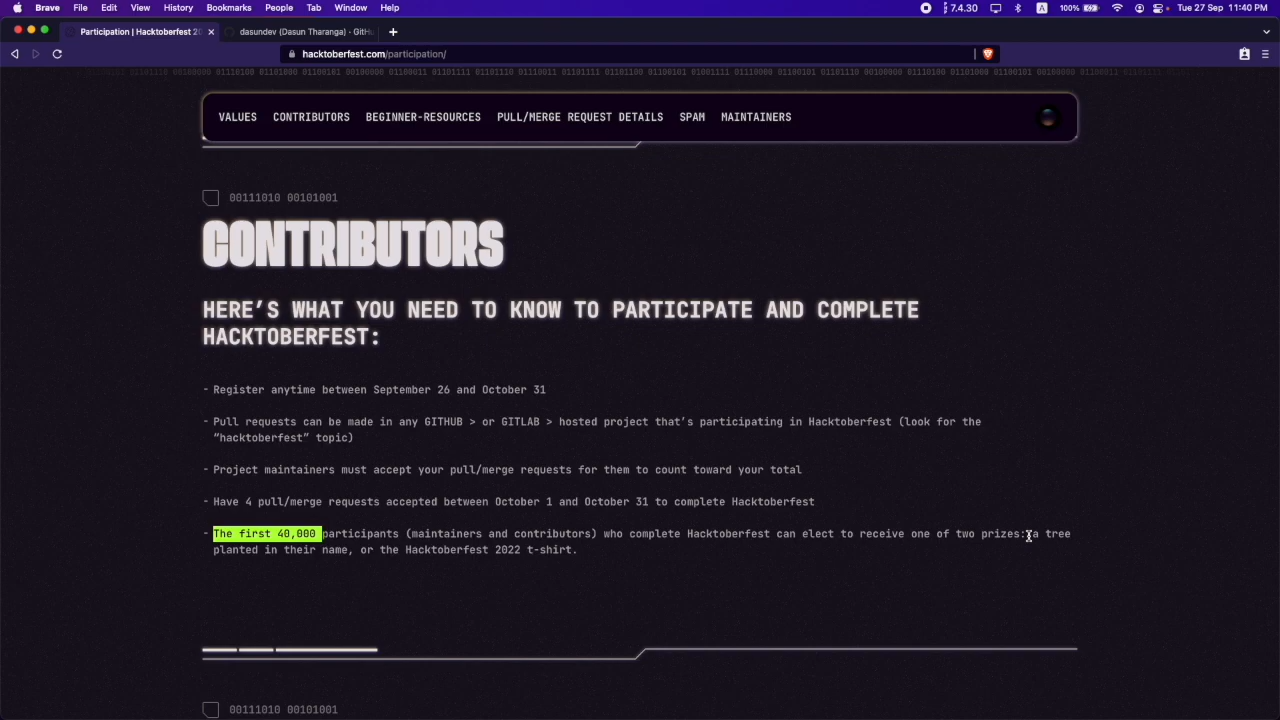 Brave File Edit View History Bookmarks People Tab Window Help 7.4.30 A 100% Tue 27 Sep 11:40 PM
Participation | Hacktoberfest 20 dasundev (Dasun Tharanga) · GitH
hacktoberfest.com/participation/
VALUES CONTRIBUTORS BEGINNER-RESOURCES PULL/MERGE REQUEST DETAILS SPAM MAINTAINERS
00111010 00101001
CONTRIBUTORS
HERE’S WHAT YOU NEED TO KNOW TO PARTICIPATE AND COMPLETE
HACKTOBERFEST:
- Register anytime between September 26 and October 31
- Pull requests can be made in any GITHUB > or GITLAB > hosted project that’s participating in Hacktoberfest (look for the
“hacktoberfest” topic)
- Project maintainers must accept your pull/merge requests for them to count toward your total
- Have 4 pull/merge requests accepted between October 1 and October 31 to complete Hacktoberfest
- The first 40,000 participants (maintainers and contributors) who complete Hacktoberfest can elect to receive one of two prizes: a tree
planted in their name, or the Hacktoberfest 2022 t-shirt.
00111010 00101001